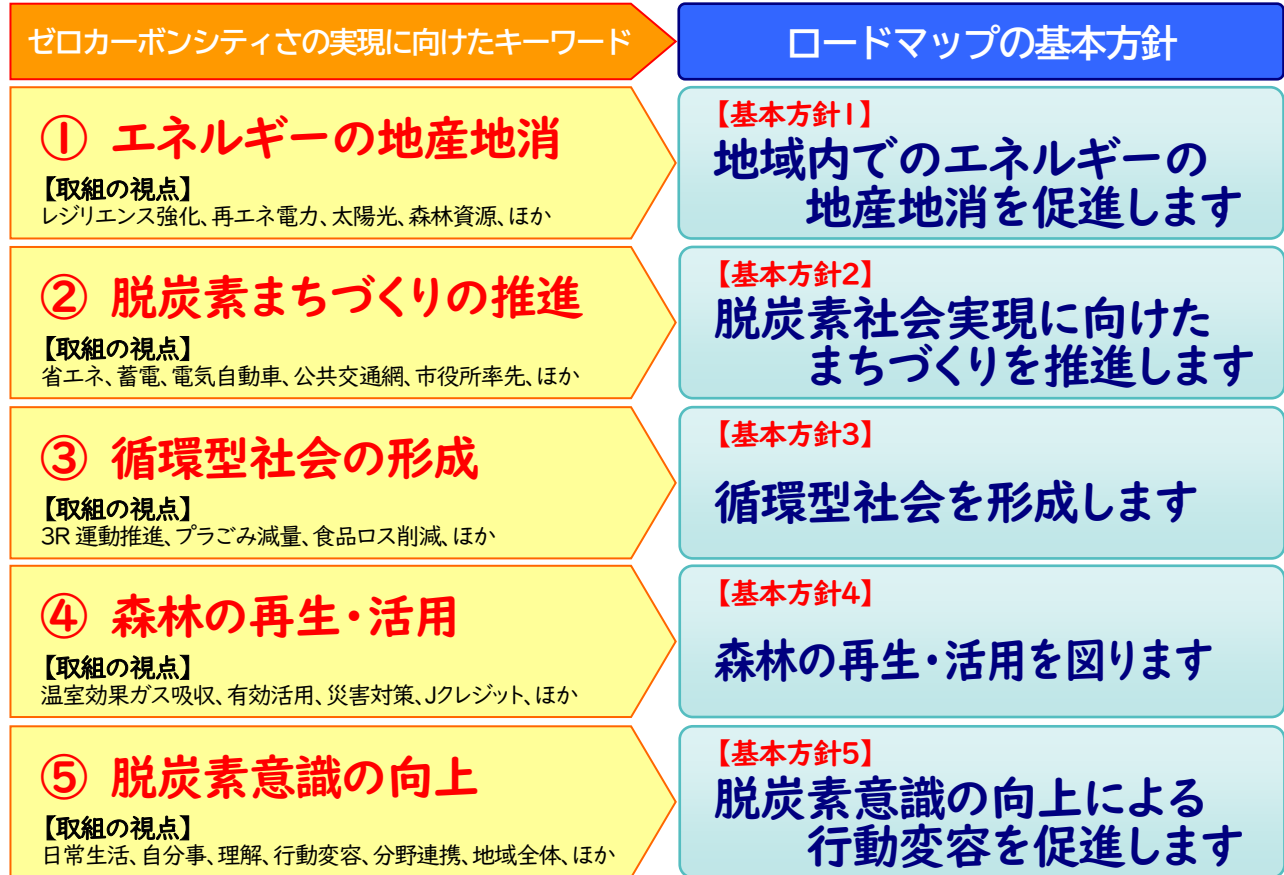 ゼロカーボンシティさの実現に向けたキーワード
ロードマップの基本方針
① エネルギーの地産地消
【取組の視点】
レジリエンス強化、再エネ電力、太陽光、森林資源、ほか
【基本方針1】
地域内でのエネルギーの
地産地消を促進します
② 脱炭素まちづくりの推進
【取組の視点】
省エネ、蓄電、電気自動車、公共交通網、市役所率先、ほか
【基本方針2】
脱炭素社会実現に向けた
まちづくりを推進します
③ 循環型社会の形成
【取組の視点】
3R 運動推進、プラごみ減量、食品ロス削減、ほか
【基本方針3】
循環型社会を形成します
④ 森林の再生・活用
【取組の視点】
温室効果ガス吸収、有効活用、災害対策、Jクレジット、ほか
【基本方針4】
森林の再生・活用を図ります
⑤ 脱炭素意識の向上
【取組の視点】
日常生活、自分事、理解、行動変容、分野連携、地域全体、ほか
【基本方針5】
脱炭素意識の向上による
行動変容を促進します